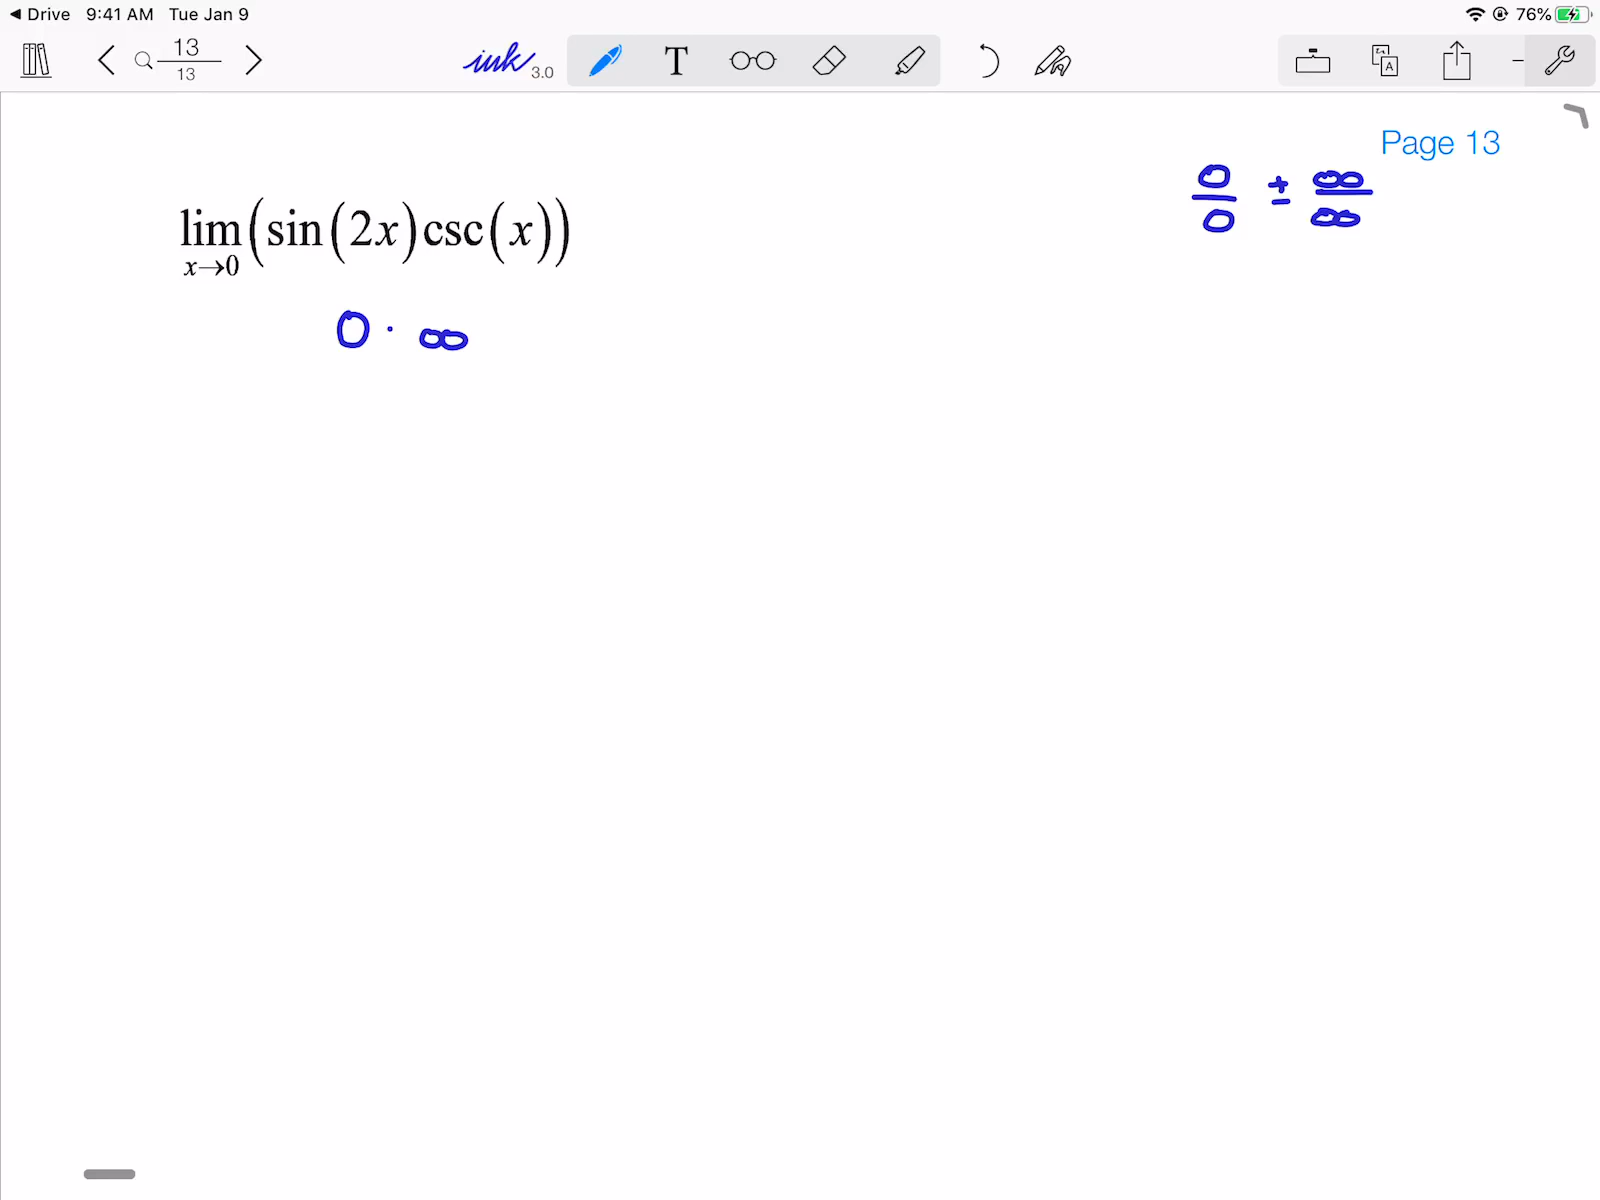 Drive 9:41 AM Tue Jan 9 76%
13
13
ink 3.0 T A
Page 13
0/0 ± ∞/∞
lim(sin(2x)csc(x))
x→0
0 · ∞